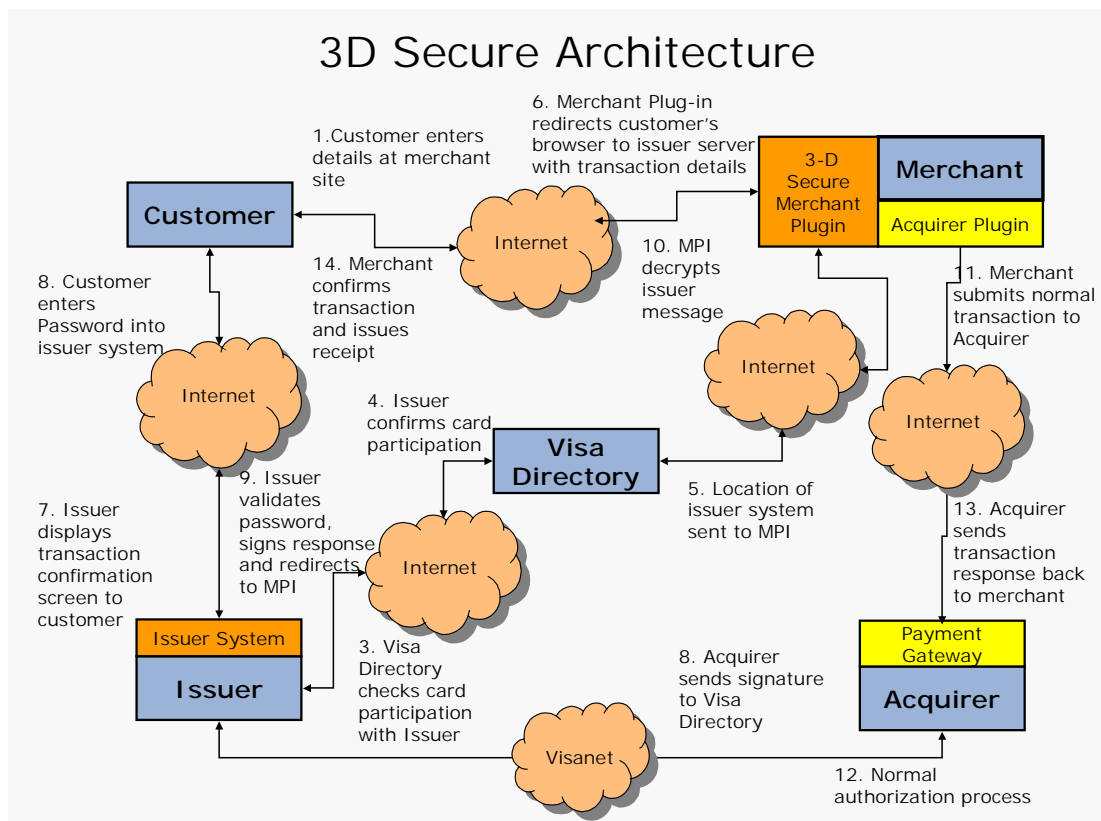 3D Secure Architecture
1.Customer enters
details at merchant
site
6. Merchant Plug-in
redirects customer's
browser to issuer server
with transaction details
3-D
Secure
Merchant
Plugin
Merchant
Acquirer Plugin
Customer
Internet
14. Merchant
confirms
transaction
and issues
receipt
10. MPI
decrypts
issuer
message
11. Merchant
submits normal
transaction to
Acquirer
8. Customer
enters
Password into
issuer system
Internet
Internet
Internet
4. Issuer
confirms card
participation
Visa
Directory
5. Location of
issuer system
sent to MPI
7. Issuer
displays
transaction
confirmation
screen to
customer
9. Issuer
validates
password,
signs response
and redirects
to MPI
Internet
13. Acquirer
sends
transaction
response back
to merchant
Issuer System
Issuer
3. Visa
Directory
checks card
participation
with Issuer
8. Acquirer
sends signature
to Visa
Directory
Payment
Gateway
Acquirer
Visanet
12. Normal
authorization process